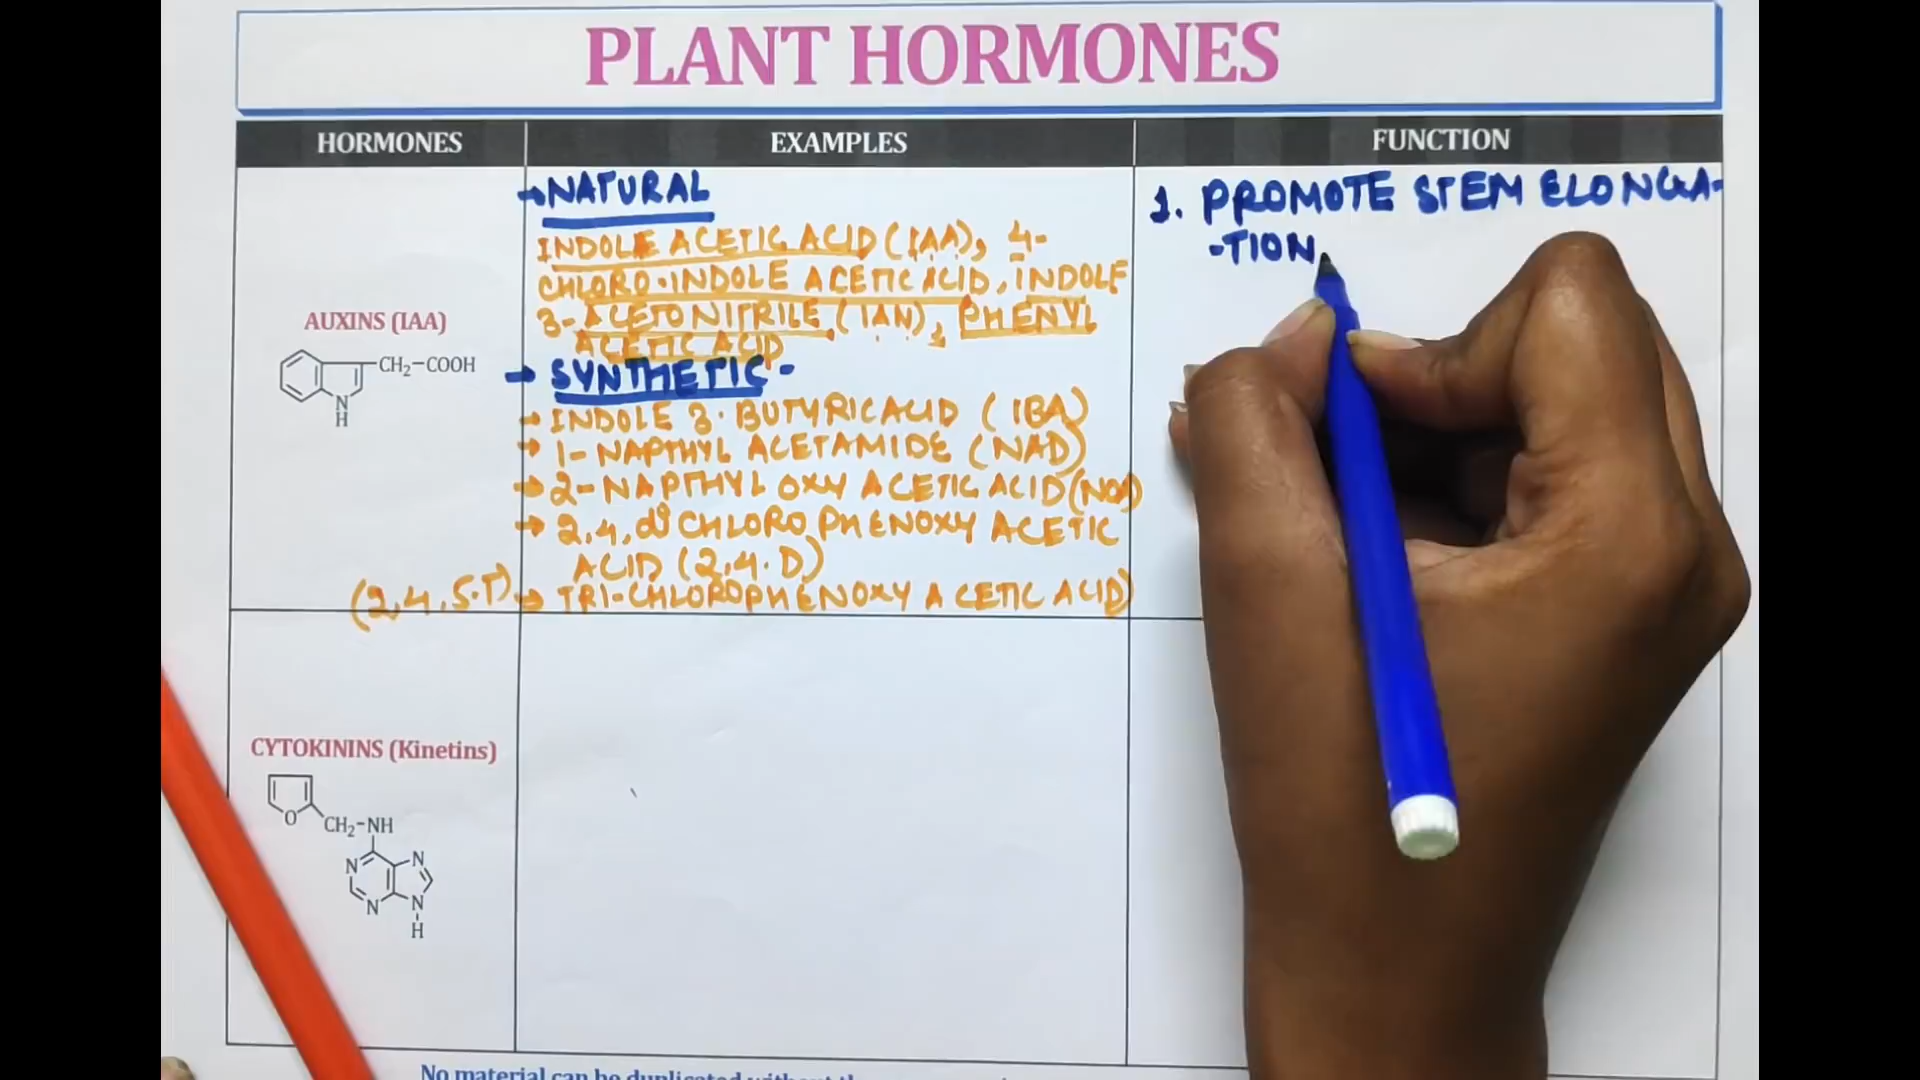 PLANT HORMONES
HORMONES EXAMPLES FUNCTION
AUXINS (IAA)
CH2-COOH
N
H
→NATURAL
INDOLE ACETIC ACID (IAA), 4-
CHLORO-INDOLE ACETIC ACID, INDOLE
3-ACETONITRILE (IAN), PHENYL
ACETIC ACID
→ SYNTHETIC-
→ INDOLE 3-BUTYRIC ACID (IBA)
→ 1-NAPTHYL ACETAMIDE (NAD)
→ 2-NAPTHYL OXY ACETIC ACID (NOA)
→ 2,4, di CHLORO PHENOXY ACETIC
ACID (2,4-D)
(2,4,5-T) → TRI-CHLOROPHENOXY ACETIC ACID)
1. PROMOTE STEM ELONGA-
-TION
CYTOKININS (Kinetins)
O
CH2-NH
N N
N N
H
No material can be duplicated without